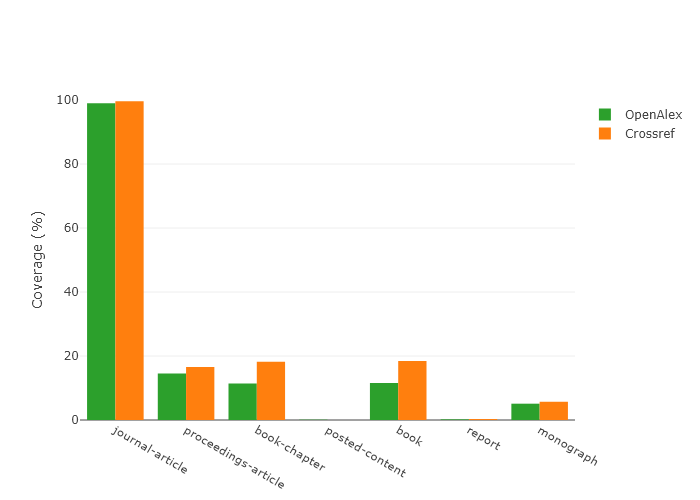 100
80
60
40
20
0
Coverage (%)
OpenAlex
Crossref
journal-article
proceedings-article
book-chapter
posted-content
book
report
monograph